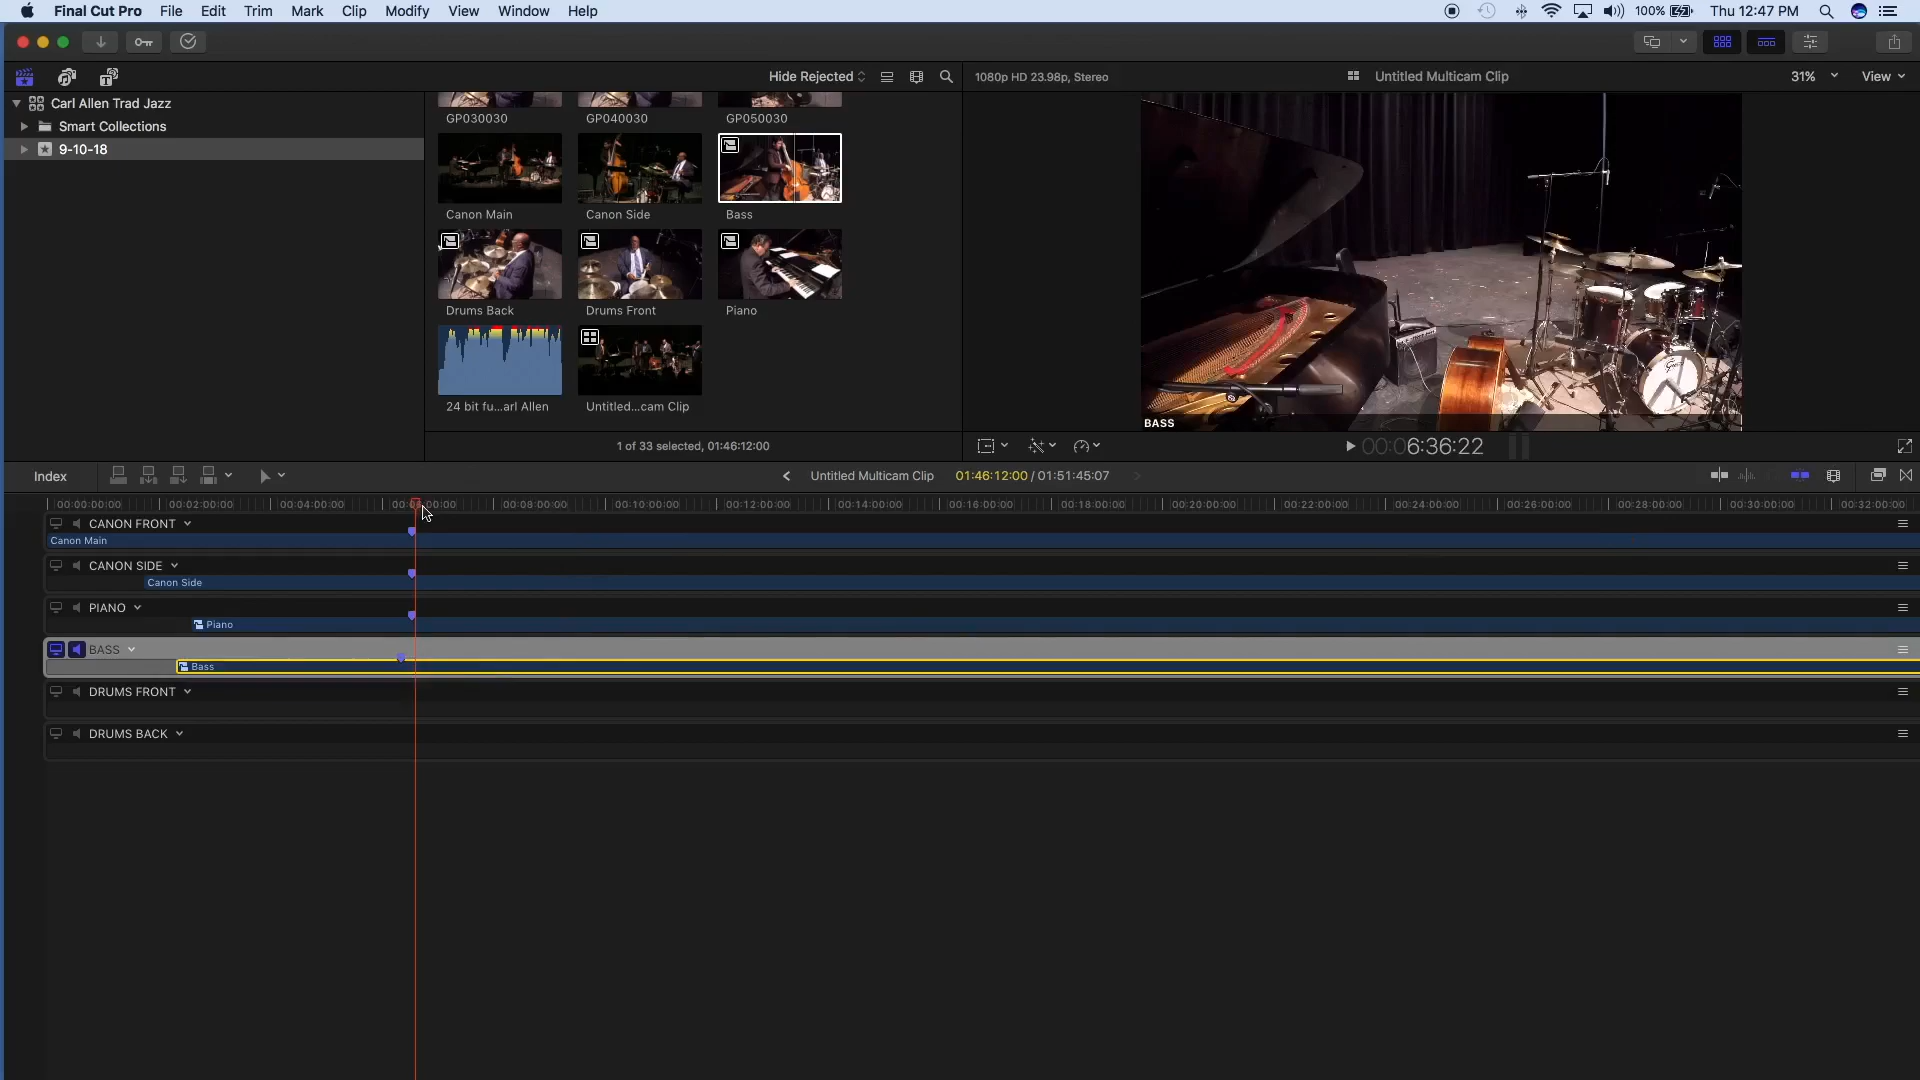 Final Cut Pro File Edit Trim Mark Clip Modify View Window Help 100% Thu 12:47 PM
Hide Rejected 1080p HD 23.98p, Stereo Untitled Multicam Clip 31% View
Carl Allen Trad Jazz
Smart Collections
9-10-18
GP030030 GP040030 GP050030
Canon Main Canon Side Bass
Drums Back Drums Front Piano
24 bit fu...arl Allen Untitled...cam Clip
BASS
1 of 33 selected, 01:46:12:00 00:06:36:22
Index Untitled Multicam Clip 01:46:12:00 / 01:51:45:07
00:00:00:00 00:02:00:00 00:04:00:00 00:06:00:00 00:08:00:00 00:10:00:00 00:12:00:00 00:14:00:00 00:16:00:00 00:18:00:00 00:20:00:00 00:22:00:00 00:24:00:00 00:26:00:00 00:28:00:00 00:30:00:00 00:32:00:00
CANON FRONT
Canon Main
CANON SIDE
Canon Side
PIANO
Piano
BASS
Bass
DRUMS FRONT
DRUMS BACK